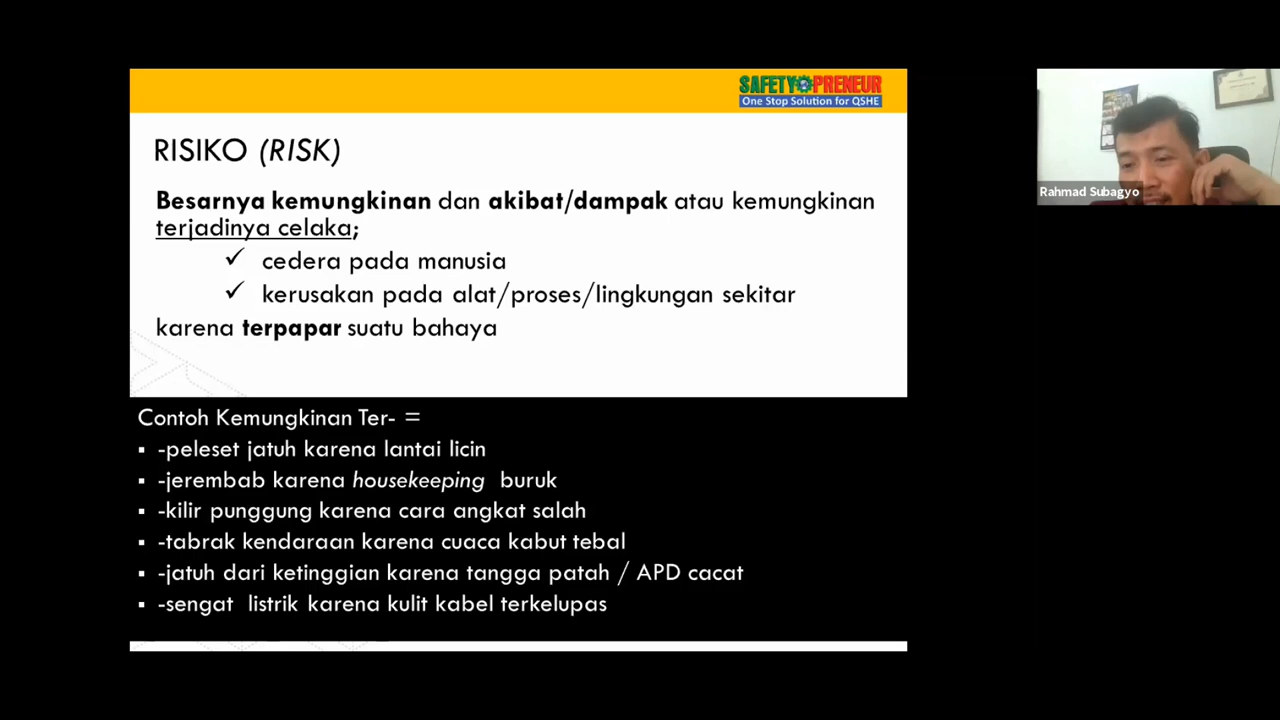 SAFETYPRENEUR
One Stop Solution for QSHE
RISIKO (RISK)
Besarnya kemungkinan dan akibat/dampak atau kemungkinan
terjadinya celaka;
✓ cedera pada manusia
✓ kerusakan pada alat/proses/lingkungan sekitar
karena terpapar suatu bahaya
Rahmad Subagyo
Contoh Kemungkinan Ter- =
▪ -peleset jatuh karena lantai licin
▪ -jerembab karena housekeeping buruk
▪ -kilir punggung karena cara angkat salah
▪ -tabrak kendaraan karena cuaca kabut tebal
▪ -jatuh dari ketinggian karena tangga patah / APD cacat
▪ -sengat listrik karena kulit kabel terkelupas